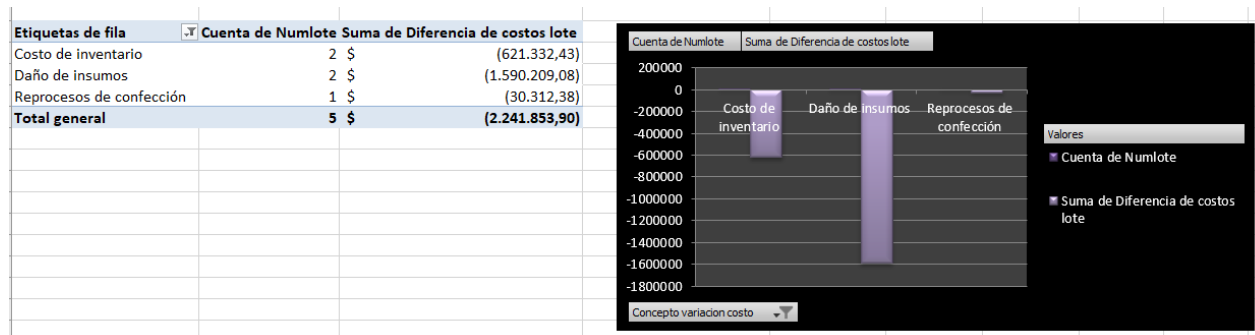 Etiquetas de fila Cuenta de Numlote Suma de Diferencia de costos lote
Costo de inventario 2 $ (621.332,43)
Daño de insumos 2 $ (1.590.209,08)
Reprocesos de confección 1 $ (30.312,38)
Total general 5 $ (2.241.853,90)
Cuenta de Numlote Suma de Diferencia de costos lote
200000
0
-200000
-400000
-600000
-800000
-1000000
-1200000
-1400000
-1600000
-1800000
Costo de
inventario
Daño de insumos
Reprocesos de
confección
Valores
Cuenta de Numlote
Suma de Diferencia de costos
lote
Concepto variacion costo